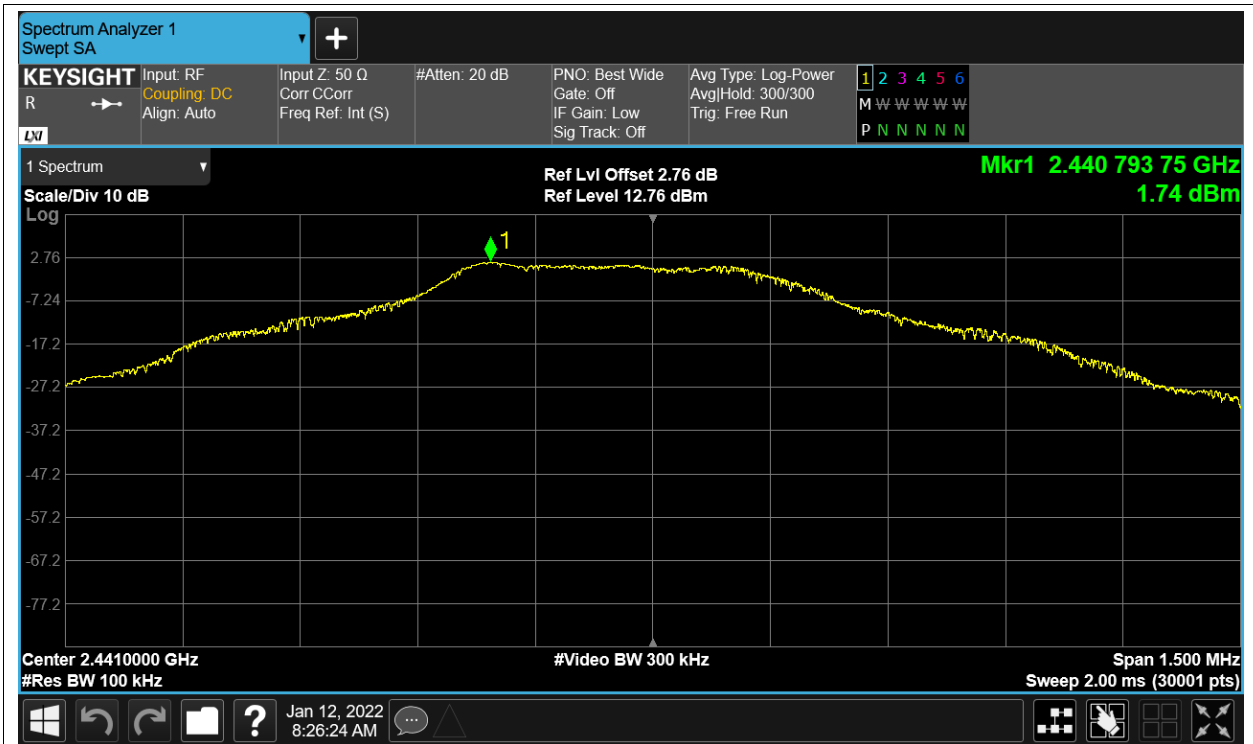 Spectrum Analyzer 1
Swept SA
KEYSIGHT
R
LXI
Input: RF
Coupling: DC
Align: Auto
Input Z: 50 Ω
Corr CCorr
Freq Ref: Int (S)
#Atten: 20 dB
PNO: Best Wide
Gate: Off
IF Gain: Low
Sig Track: Off
Avg Type: Log-Power
Avg|Hold: 300/300
Trig: Free Run
1 2 3 4 5 6
M W W W W W
P N N N N N
1 Spectrum
Scale/Div 10 dB
Log
Ref Lvl Offset 2.76 dB
Ref Level 12.76 dBm
Mkr1 2.440 793 75 GHz
1.74 dBm
1
2.76
-7.24
-17.2
-27.2
-37.2
-47.2
-57.2
-67.2
-77.2
Center 2.4410000 GHz
#Res BW 100 kHz
#Video BW 300 kHz
Span 1.500 MHz
Sweep 2.00 ms (30001 pts)
?
Jan 12, 2022
8:26:24 AM